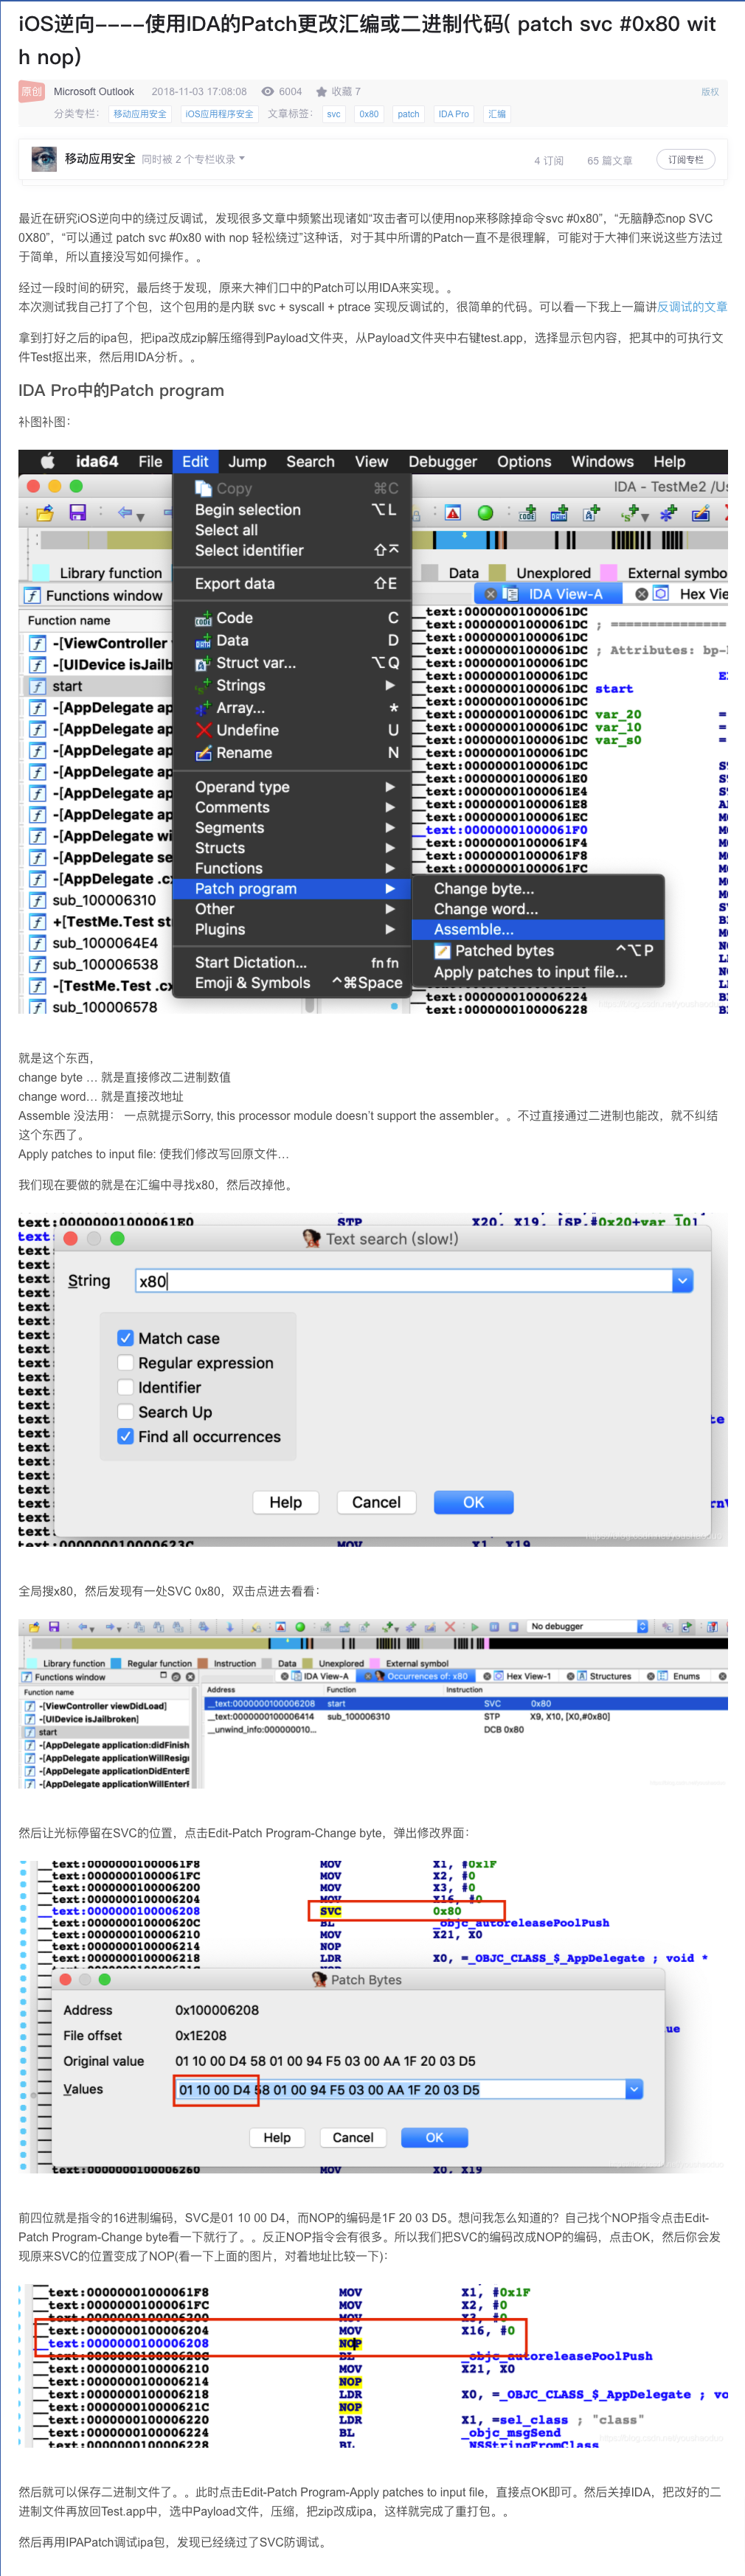 iOS逆向----使用IDA的Patch更改汇编或二进制代码( patch svc #0x80 wit
h nop)
原创 Microsoft Outlook 2018-11-03 17:08:08 6004 收藏 7 版权
分类专栏： 移动应用安全 iOS应用程序安全 文章标签： svc 0x80 patch IDA Pro 汇编
移动应用安全 同时被 2 个专栏收录 4 订阅 65 篇文章 订阅专栏
最近在研究iOS逆向中的绕过反调试，发现很多文章中频繁出现诸如“攻击者可以使用nop来移除掉命令svc #0x80”，“无脑静态nop SVC
0X80”，“可以通过 patch svc #0x80 with nop 轻松绕过”这种话，对于其中所谓的Patch一直不是很理解，可能对于大神们来说这些方法过
于简单，所以直接没写如何操作。。
经过一段时间的研究，最后终于发现，原来大神们口中的Patch可以用IDA来实现。。
本次测试我自己打了个包，这个包用的是内联 svc + syscall + ptrace 实现反调试的，很简单的代码。可以看一下我上一篇讲反调试的文章
拿到打好之后的ipa包，把ipa改成zip解压缩得到Payload文件夹，从Payload文件夹中右键test.app，选择显示包内容，把其中的可执行文
件Test抠出来，然后用IDA分析。。
IDA Pro中的Patch program
补图补图：
ida64 File Edit Jump Search View Debugger Options Windows Help
IDA - TestMe2 /Us
Library function Data Unexplored External symbo
Functions window IDA View-A Hex Vie
Function name
-[ViewController
-[UIDevice isJailb
start
-[AppDelegate ap
-[AppDelegate ap
-[AppDelegate ap
-[AppDelegate ap
-[AppDelegate ap
-[AppDelegate ap
-[AppDelegate wi
-[AppDelegate se
-[AppDelegate .cx
sub_100006310
+[TestMe.Test st
sub_1000064E4
sub_100006538
-[TestMe.Test .cx
sub_100006578
Copy ⌘C
Begin selection ⌥L
Select all
Select identifier ⇧⌤
Export data ⇧E
Code C
Data D
Struct var... ⌥Q
Strings ▶
Array... *
Undefine U
Rename N
Operand type ▶
Comments ▶
Segments ▶
Structs ▶
Functions ▶
Patch program ▶
Other ▶
Plugins ▶
Start Dictation... fn fn
Emoji & Symbols ^⌘Space
Change byte...
Change word...
Assemble...
Patched bytes ^⌥P
Apply patches to input file...
__text:00000001000061DC
__text:00000001000061DC ; ===============
__text:00000001000061DC
__text:00000001000061DC ; Attributes: bp-
__text:00000001000061DC
__text:00000001000061DC E
__text:00000001000061DC start
__text:00000001000061DC
__text:00000001000061DC var_20 =
__text:00000001000061DC var_10 =
__text:00000001000061DC var_s0 =
__text:00000001000061DC
__text:00000001000061DC S
__text:00000001000061E0 S
__text:00000001000061E4 S
__text:00000001000061E8 A
__text:00000001000061EC M
__text:00000001000061F0 M
__text:00000001000061F4 M
__text:00000001000061F8 M
__text:00000001000061FC M
__text:0000000100006224
__text:0000000100006228
就是这个东西，
change byte … 就是直接修改二进制数值
change word… 就是直接改地址
Assemble 没法用： 一点就提示Sorry, this processor module doesn’t support the assembler。。不过直接通过二进制也能改，就不纠结
这个东西了。
Apply patches to input file: 使我们修改写回原文件…
我们现在要做的就是在汇编中寻找x80，然后改掉他。
text:00000001000061E0 STP X20, X19, [SP,#0x20+var_10]
Text search (slow!)
String x80
Match case
Regular expression
Identifier
Search Up
Find all occurrences
Help Cancel OK
text:000000010000623C MOV X1, X19
全局搜x80，然后发现有一处SVC 0x80，双击点进去看看：
No debugger
Library function Regular function Instruction Data Unexplored External symbol
Functions window IDA View-A Occurrences of: x80 Hex View-1 Structures Enums
Function name Address Function Instruction
-[ViewController viewDidLoad] __text:0000000100006208 start SVC 0x80
-[UIDevice isJailbroken] __text:0000000100006414 sub_100006310 STP X9, X10, [X0,#0x80]
start __unwind_info:000000010... DCB 0x80
-[AppDelegate application:didFinish
-[AppDelegate applicationWillResign
-[AppDelegate applicationDidEnterB
-[AppDelegate applicationWillEnterF
然后让光标停留在SVC的位置，点击Edit-Patch Program-Change byte，弹出修改界面：
__text:00000001000061F8 MOV X1, #0x1F
__text:00000001000061FC MOV X2, #0
__text:0000000100006200 MOV X3, #0
__text:0000000100006204 MOV X16, #0
__text:0000000100006208 SVC 0x80
__text:000000010000620C BL _objc_autoreleasePoolPush
__text:0000000100006210 MOV X21, X0
__text:0000000100006214 NOP
__text:0000000100006218 LDR X0, =_OBJC_CLASS_$_AppDelegate ; void *
Patch Bytes
Address 0x100006208
File offset 0x1E208
Original value 01 10 00 D4 58 01 00 94 F5 03 00 AA 1F 20 03 D5
Values 01 10 00 D4 58 01 00 94 F5 03 00 AA 1F 20 03 D5
Help Cancel OK
__text:0000000100006260 MOV X0, X19
前四位就是指令的16进制编码，SVC是01 10 00 D4，而NOP的编码是1F 20 03 D5。想问我怎么知道的？自己找个NOP指令点击Edit-
Patch Program-Change byte看一下就行了。。反正NOP指令会有很多。所以我们把SVC的编码改成NOP的编码，点击OK，然后你会发
现原来SVC的位置变成了NOP(看一下上面的图片，对着地址比较一下)：
__text:00000001000061F8 MOV X1, #0x1F
__text:00000001000061FC MOV X2, #0
__text:0000000100006200 MOV X3, #0
__text:0000000100006204 MOV X16, #0
__text:0000000100006208 NOP
__text:000000010000620C BL _objc_autoreleasePoolPush
__text:0000000100006210 MOV X21, X0
__text:0000000100006214 NOP
__text:0000000100006218 LDR X0, =_OBJC_CLASS_$_AppDelegate ; vo
__text:000000010000621C NOP
__text:0000000100006220 LDR X1, =sel_class ; "class"
__text:0000000100006224 BL _objc_msgSend
__text:0000000100006228 BL _NSStringFromClass
然后就可以保存二进制文件了。。此时点击Edit-Patch Program-Apply patches to input file，直接点OK即可。然后关掉IDA，把改好的二
进制文件再放回Test.app中，选中Payload文件，压缩，把zip改成ipa，这样就完成了重打包。。
然后再用IPAPatch调试ipa包，发现已经绕过了SVC防调试。